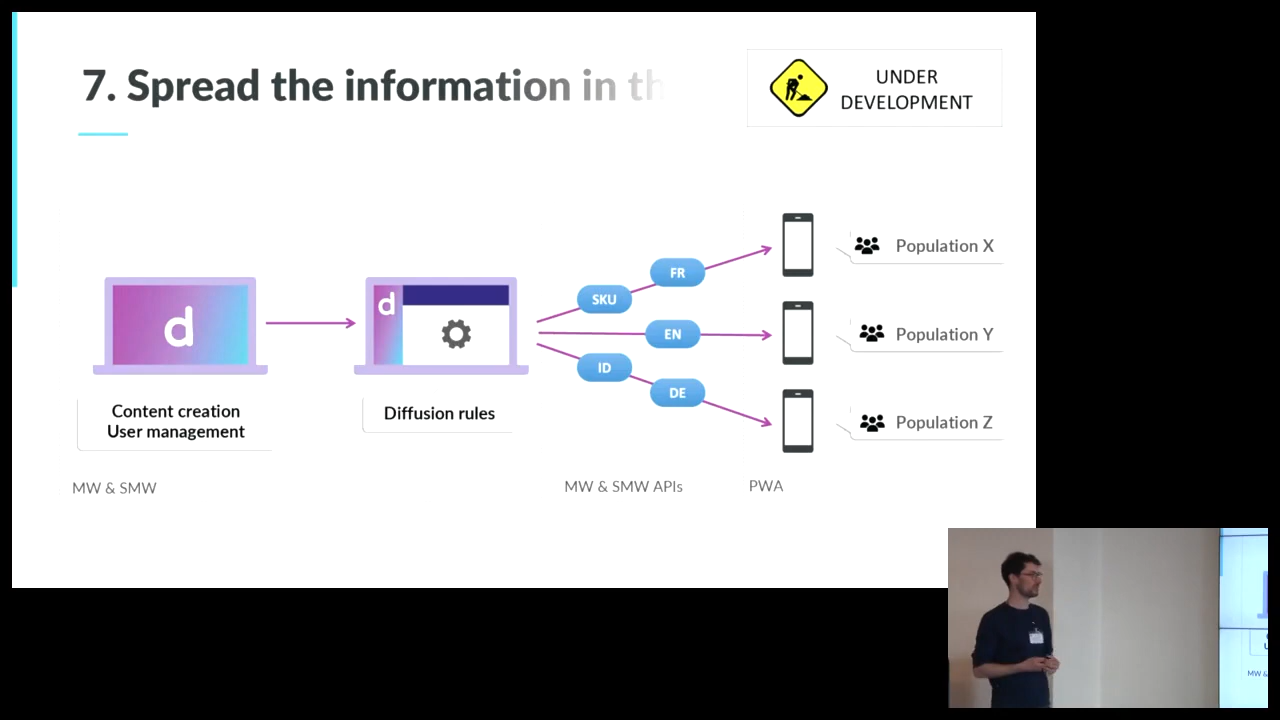 7. Spread the information in th
UNDER
DEVELOPMENT
d
d
SKU
FR
EN
ID
DE
Population X
Population Y
Population Z
Content creation
User management
Diffusion rules
MW & SMW
MW & SMW APIs
PWA
MW &